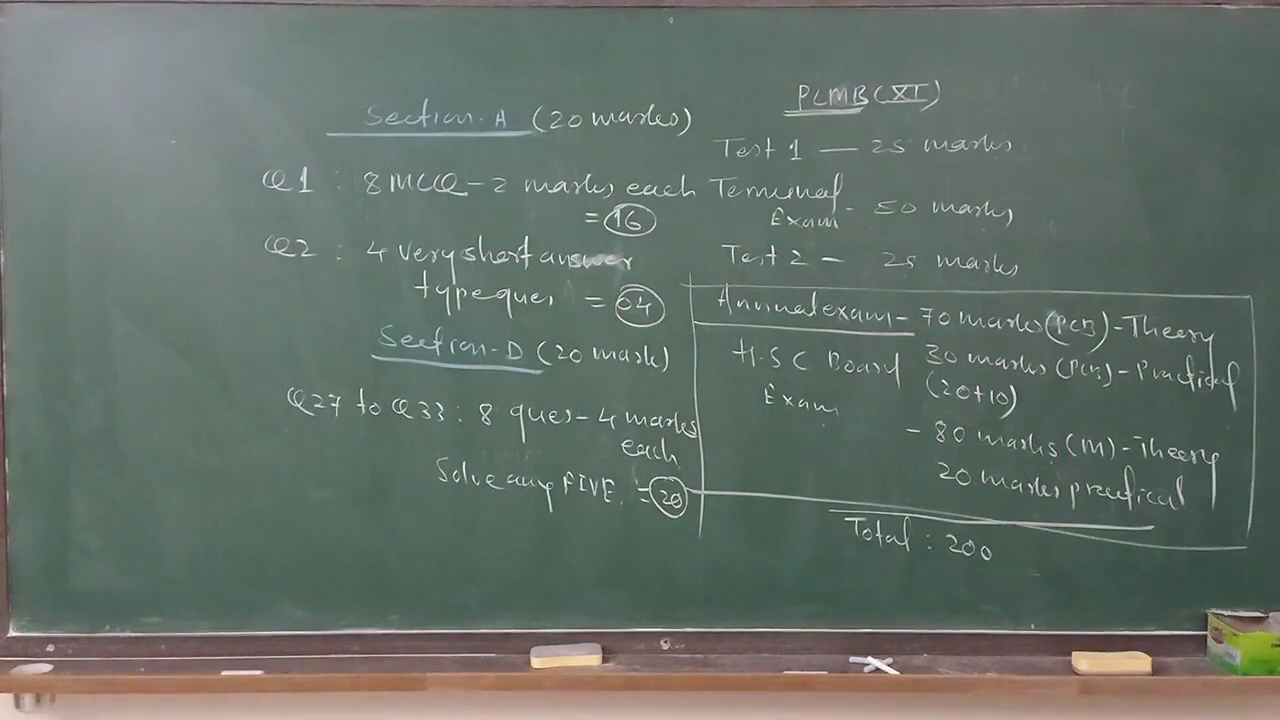 Section-A (20 marks)
Q1 : 8 MCQ - 2 marks each
= 16
Q2 : 4 very short answer
type ques = 04
Section-D (20 mark)
Q27 to Q33 : 8 ques - 4 marks
each
Solve any FIVE. = 20
PCMB (XI)
Test 1 — 25 marks
Terminal
Exam - 50 marks
Test 2 — 25 marks
Annual exam - 70 marks (PCB) - Theory
H.S.C Board 30 marks (PCB) - Practical
Exam (20+10)
- 80 marks (M) - Theory
20 marks practical
Total : 200